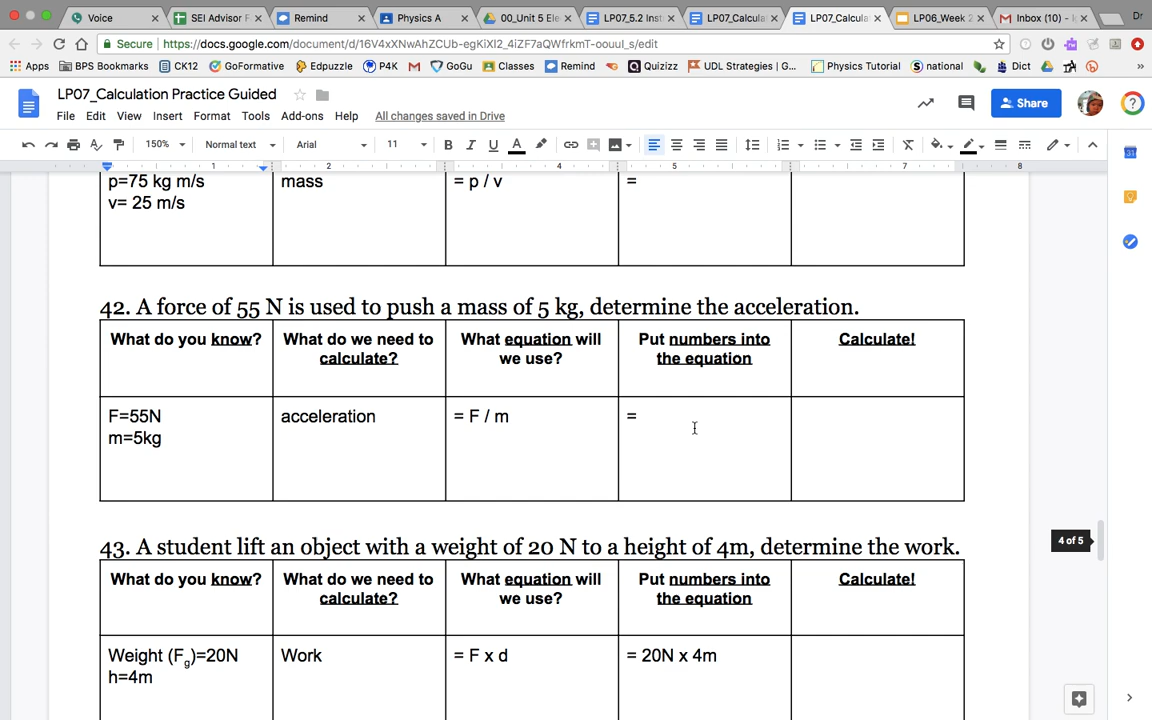 Voice
SEI Advisor F
Remind
Physics A
00_Unit 5 Ele
LP07_5.2 Inst
LP07_Calcula
LP07_Calcula
LP06_Week 2
Inbox (10) -
Dr
Secure
https://docs.google.com/document/d/16V4xXNwAhZCUb-egKiXI2_4iZF7aQWfrkmT-oouuI_s/edit
Apps
BPS Bookmarks
CK12
GoFormative
Edpuzzle
P4K
GoGu
Classes
Remind
Quizizz
UDL Strategies | G...
Physics Tutorial
national
Dict
»
LP07_Calculation Practice Guided
File Edit View Insert Format Tools Add-ons Help All changes saved in Drive
Share
150% Normal text Arial 11 B I U A
1 2 4 5 7 8
31
p=75 kg m/s
v= 25 m/s
mass
= p / v
=
42. A force of 55 N is used to push a mass of 5 kg, determine the acceleration.
What do you know?
What do we need to
calculate?
What equation will
we use?
Put numbers into
the equation
Calculate!
F=55N
m=5kg
acceleration
= F / m
=
4 of 5
43. A student lift an object with a weight of 20 N to a height of 4m, determine the work.
What do you know?
What do we need to
calculate?
What equation will
we use?
Put numbers into
the equation
Calculate!
Weight (Fg)=20N
h=4m
Work
= F x d
= 20N x 4m